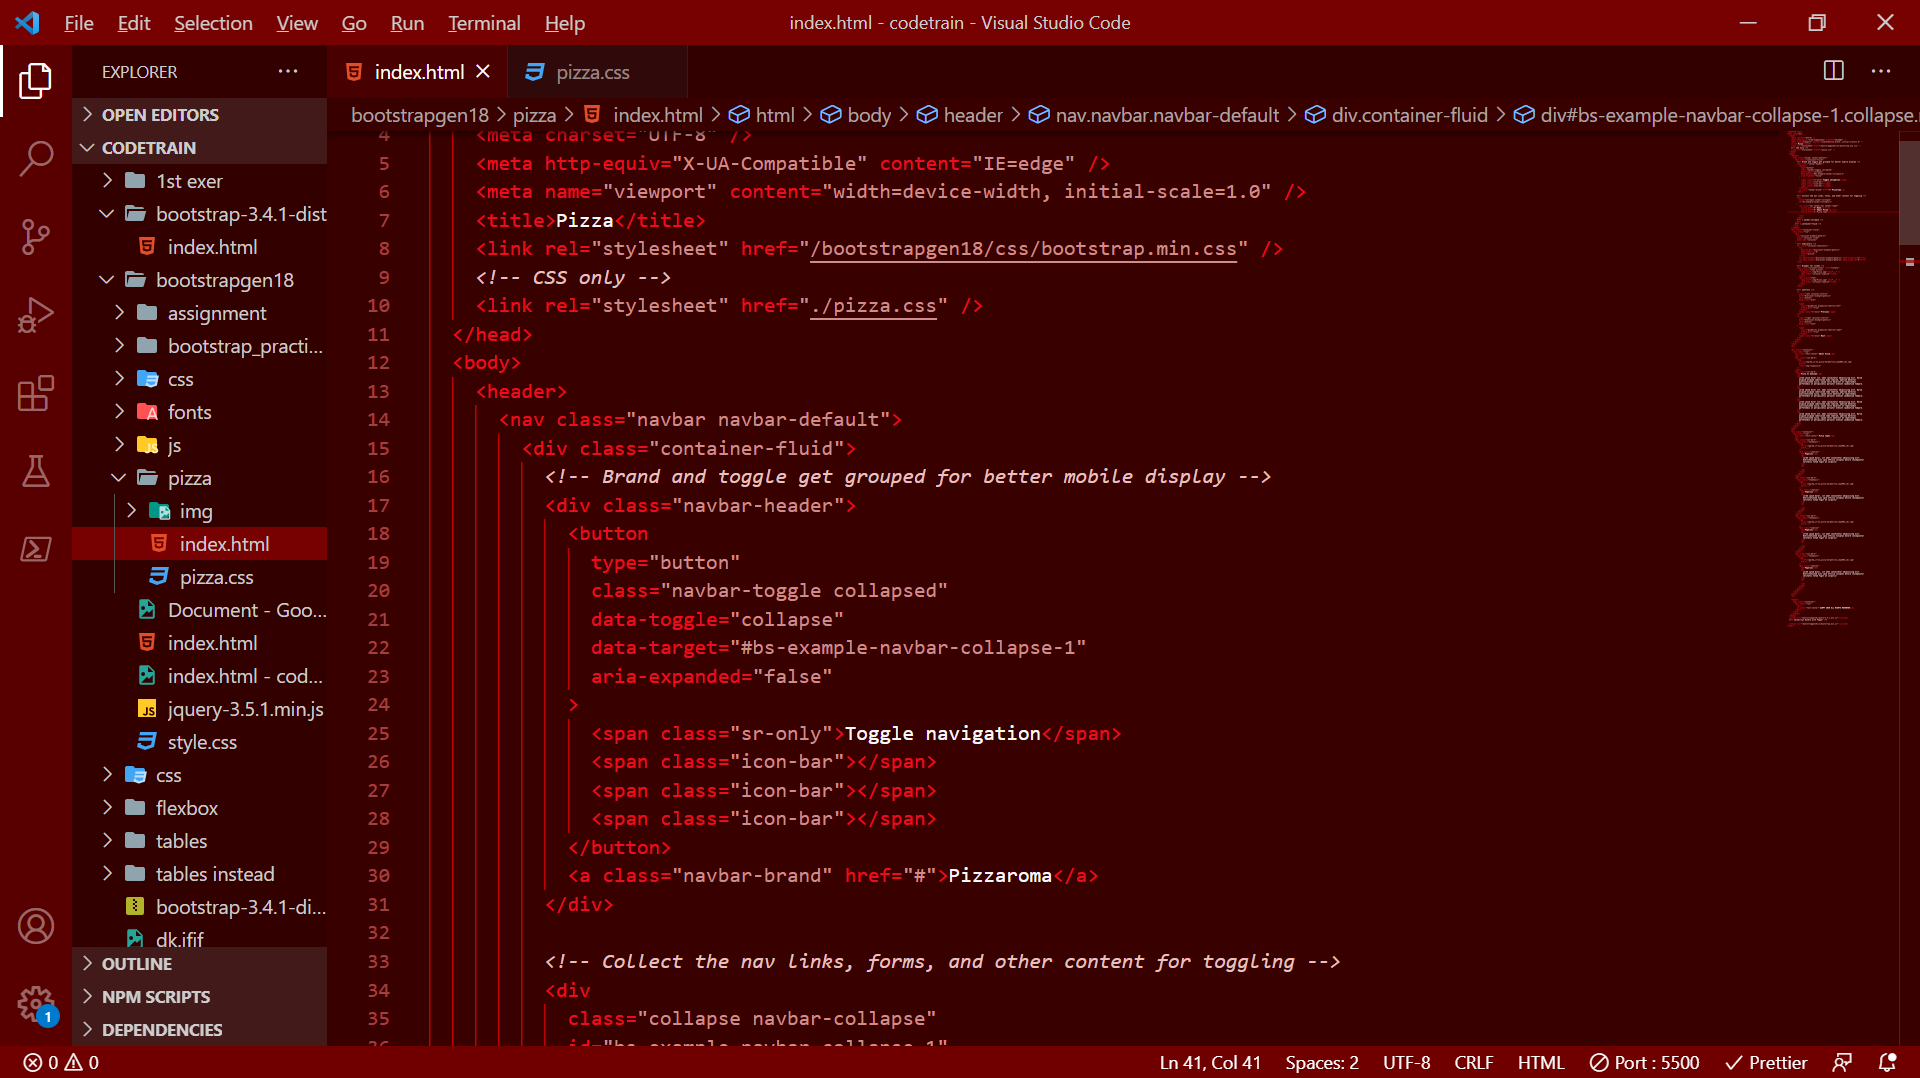 File Edit Selection View Go Run Terminal Help
index.html - codetrain - Visual Studio Code
EXPLORER
OPEN EDITORS
CODETRAIN
1st exer
bootstrap-3.4.1-dist
index.html
bootstrapgen18
assignment
bootstrap_practi...
css
fonts
js
pizza
img
index.html
pizza.css
Document - Goo...
index.html
index.html - cod...
jquery-3.5.1.min.js
style.css
css
flexbox
tables
tables instead
bootstrap-3.4.1-di...
dk.jfif
OUTLINE
NPM SCRIPTS
DEPENDENCIES
index.html pizza.css
bootstrapgen18 > pizza > index.html > html > body > header > nav.navbar.navbar-default > div.container-fluid > div#bs-example-navbar-collapse-1.collapse.
4 <meta charset="UTF-8" />
5 <meta http-equiv="X-UA-Compatible" content="IE=edge" />
6 <meta name="viewport" content="width=device-width, initial-scale=1.0" />
7 <title>Pizza</title>
8 <link rel="stylesheet" href="/bootstrapgen18/css/bootstrap.min.css" />
9 <!-- CSS only -->
10 <link rel="stylesheet" href="./pizza.css" />
11 </head>
12 <body>
13 <header>
14 <nav class="navbar navbar-default">
15 <div class="container-fluid">
16 <!-- Brand and toggle get grouped for better mobile display -->
17 <div class="navbar-header">
18 <button
19 type="button"
20 class="navbar-toggle collapsed"
21 data-toggle="collapse"
22 data-target="#bs-example-navbar-collapse-1"
23 aria-expanded="false"
24 >
25 <span class="sr-only">Toggle navigation</span>
26 <span class="icon-bar"></span>
27 <span class="icon-bar"></span>
28 <span class="icon-bar"></span>
29 </button>
30 <a class="navbar-brand" href="#">Pizzaroma</a>
31 </div>
32
33 <!-- Collect the nav links, forms, and other content for toggling -->
34 <div
35 class="collapse navbar-collapse"
36 id="bs-example-navbar-collapse-1"
1
0 0
Ln 41, Col 41 Spaces: 2 UTF-8 CRLF HTML Port : 5500 Prettier